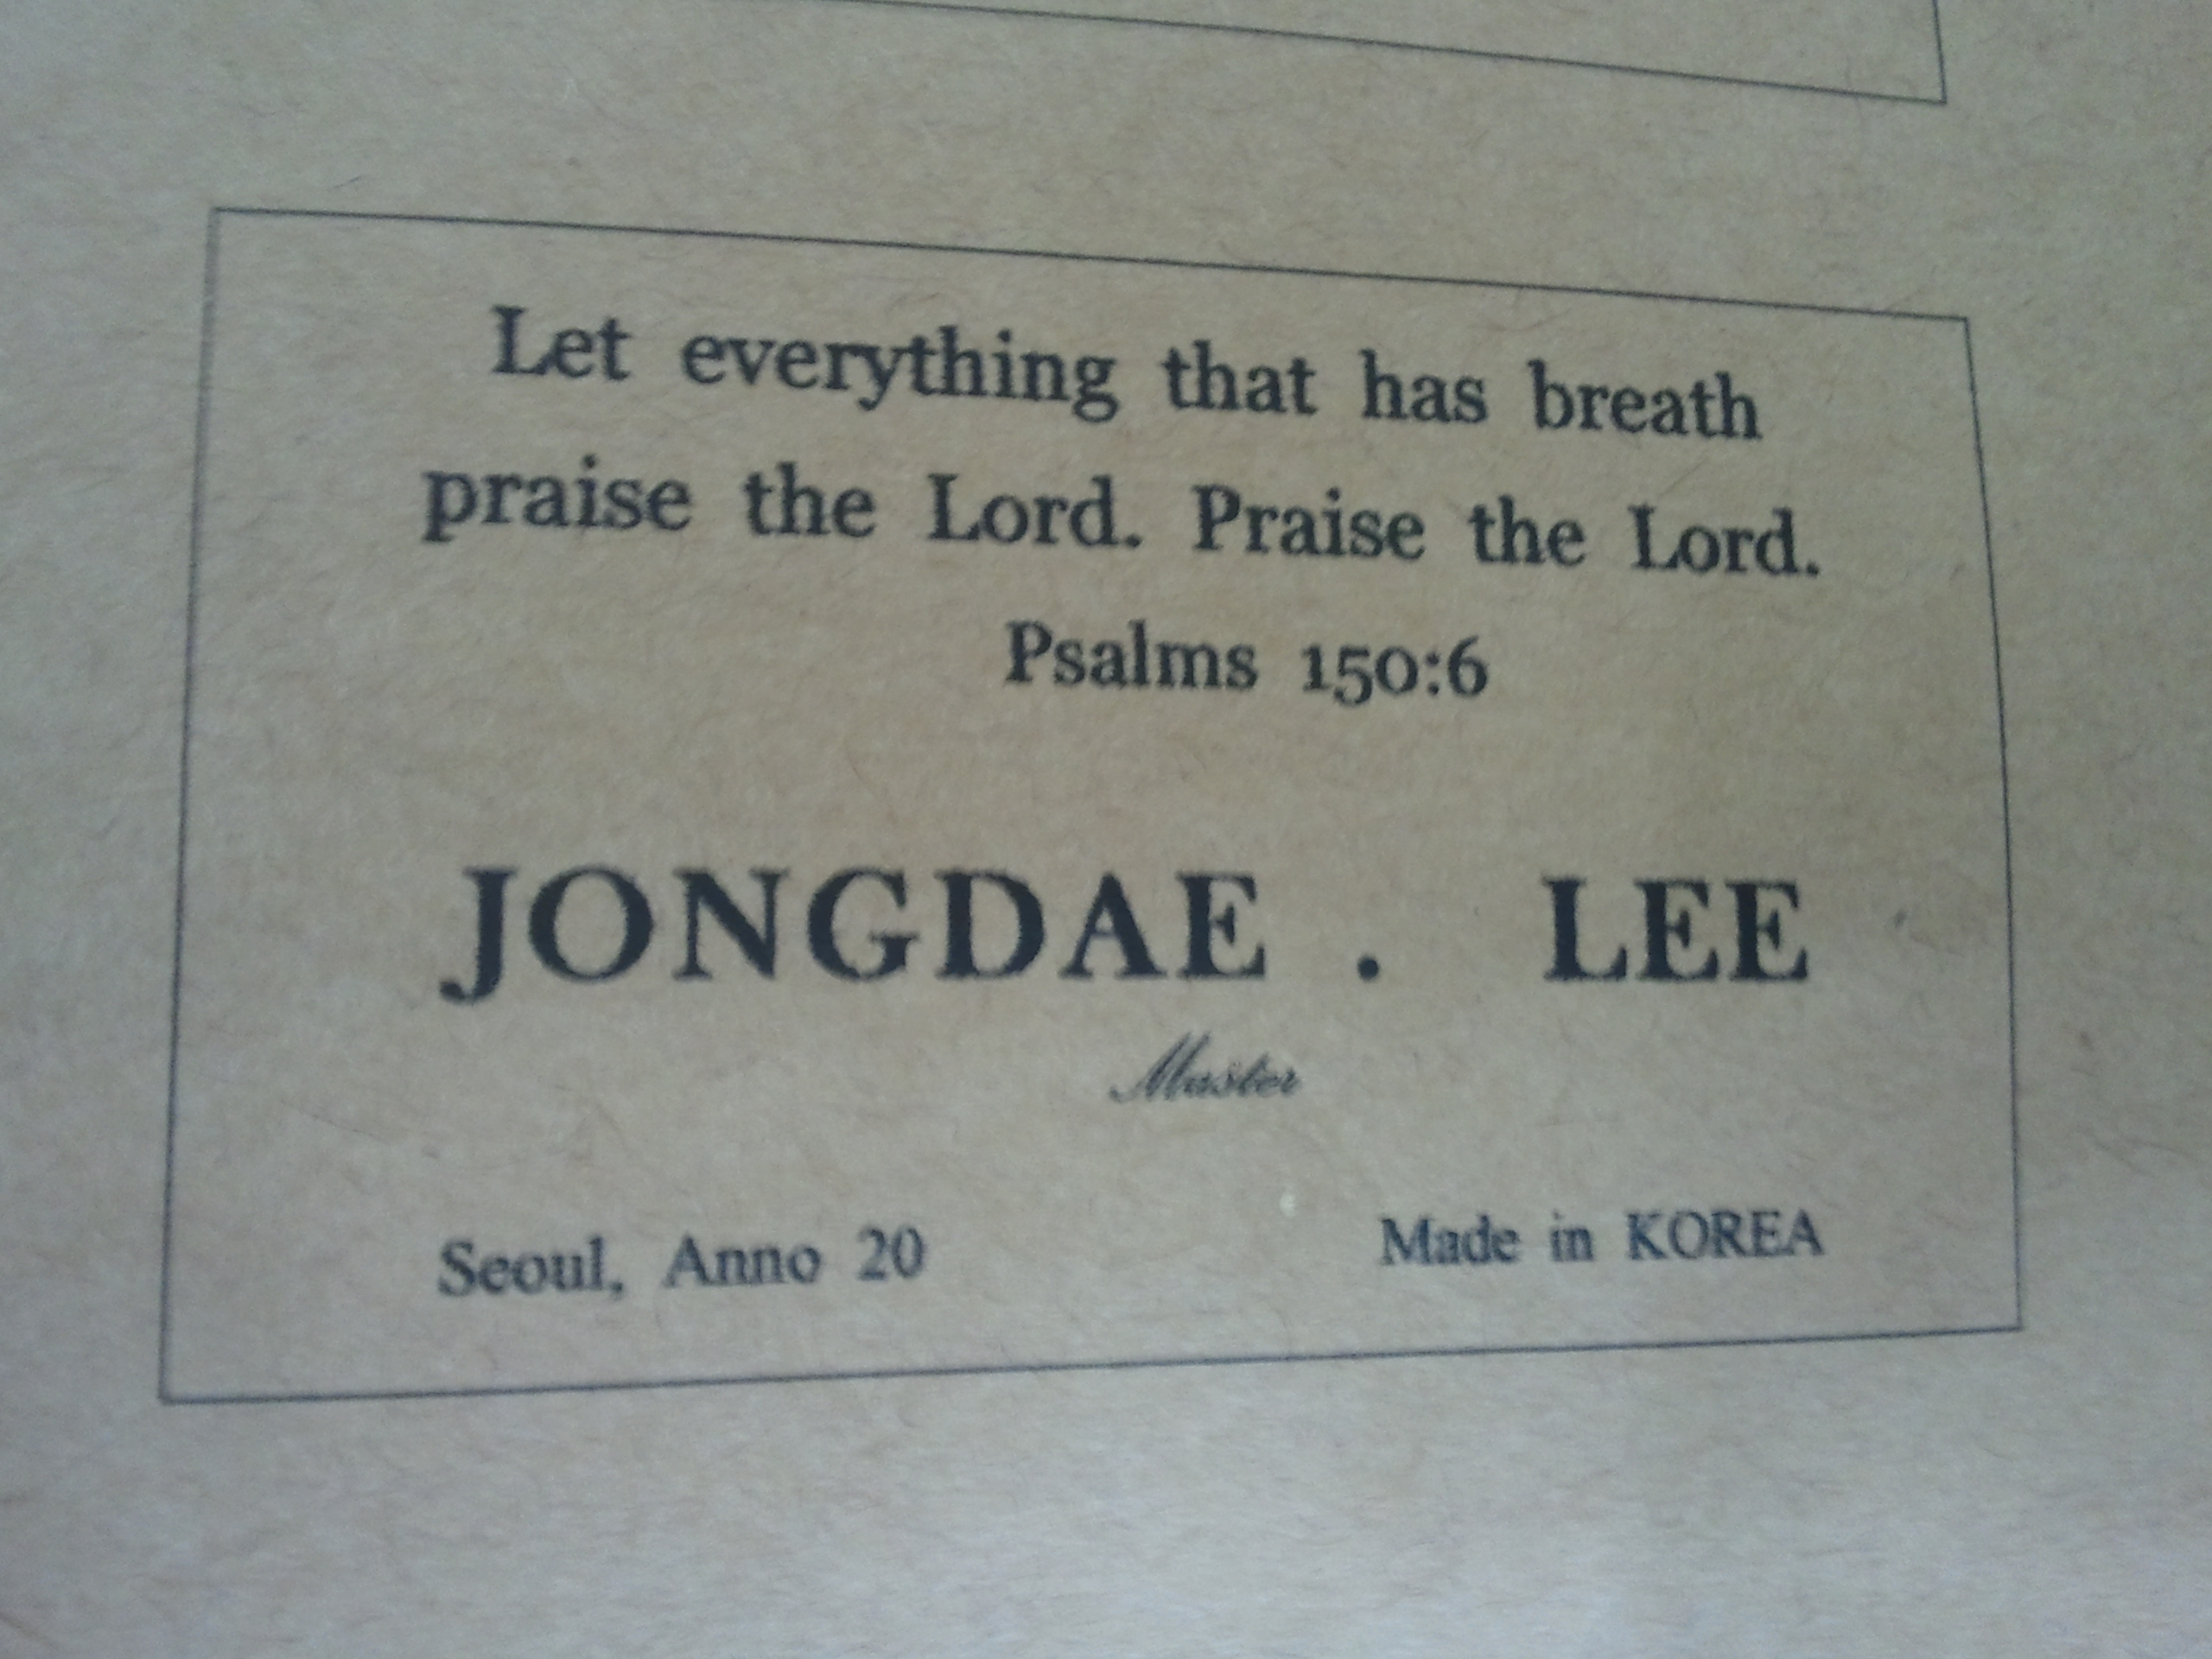 Let everything that has breath
praise the Lord. Praise the Lord.
Psalms 150:6
JONGDAE . LEE
Master
Seoul, Anno 20
Made in KOREA